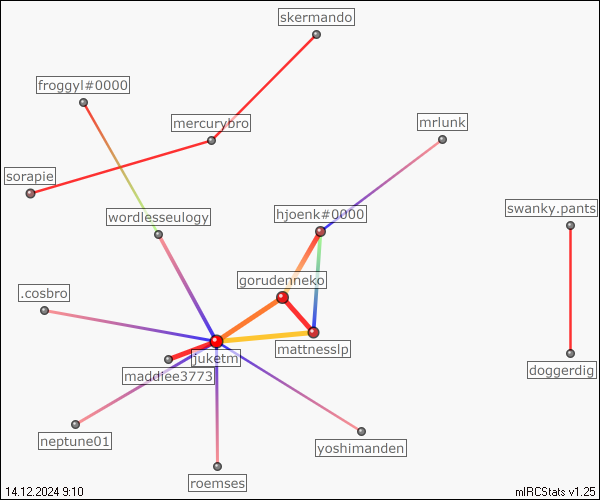 skermando
froggyl#0000
mercurybro
mrlunk
sorapie
swanky.pants
wordlesseulogy
hjoenk#0000
gorudenneko
.cosbro
mattnesslp
juketm
maddiee3773
doggerdig
neptune01
yoshimanden
roemses
14.12.2024 9:10
mIRCStats v1.25